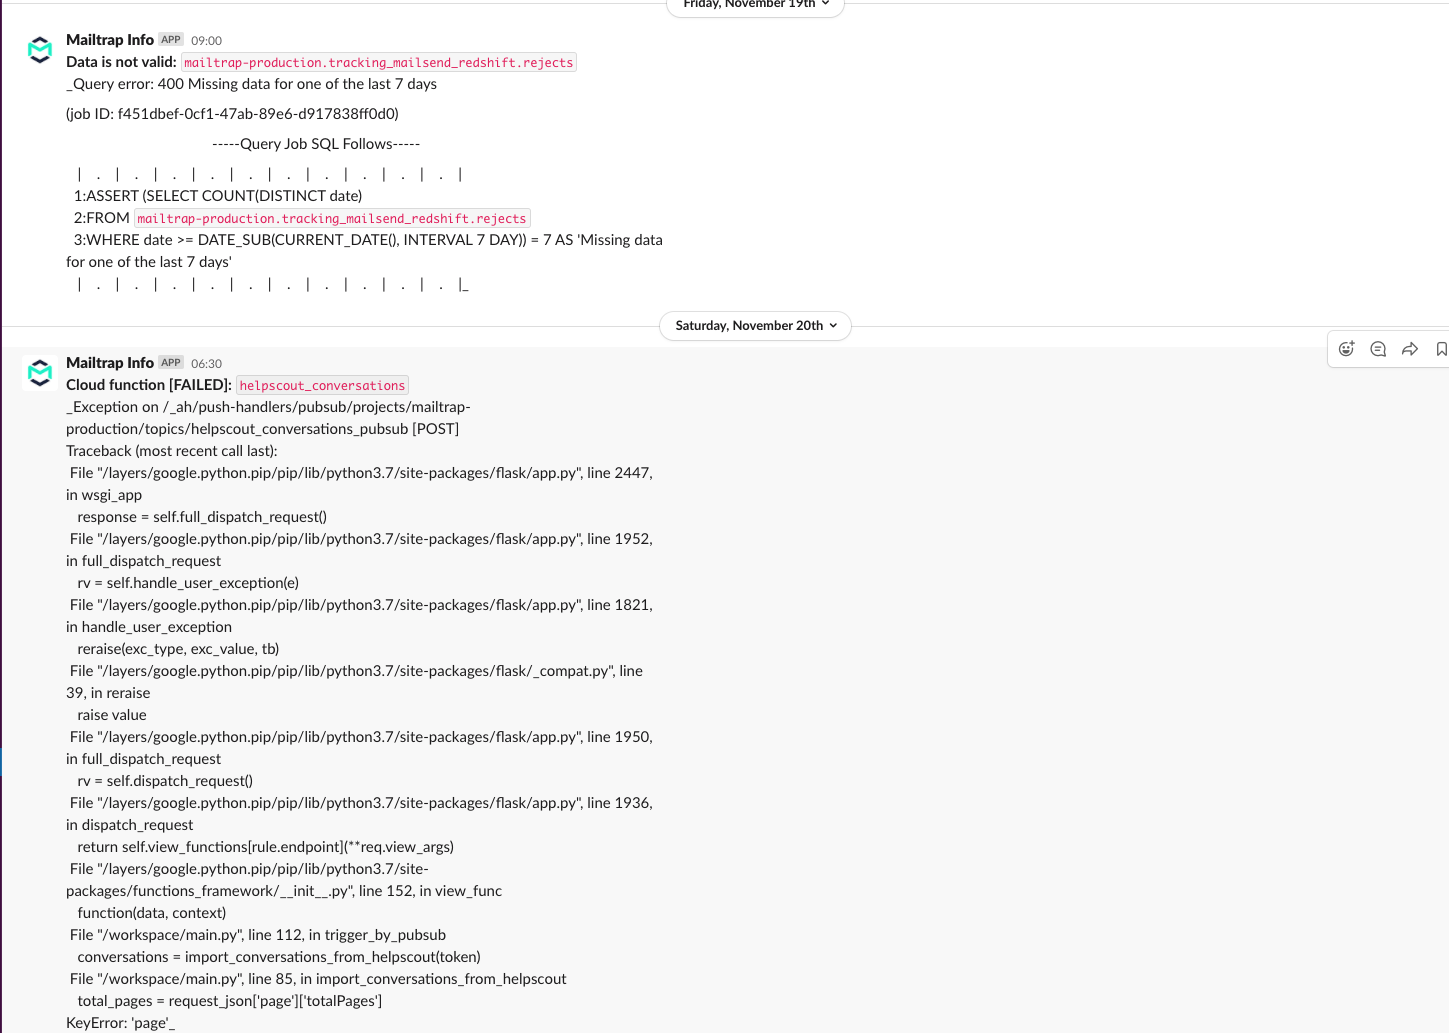 Friday, November 19th
Mailtrap Info APP 09:00
Data is not valid: mailtrap-production.tracking_mailsend_redshift.rejects
_Query error: 400 Missing data for one of the last 7 days
(job ID: f451dbef-0cf1-47ab-89e6-d917838ff0d0)
-----Query Job SQL Follows-----
| . | . | . | . | . | . | . | . | . | . |
1:ASSERT (SELECT COUNT(DISTINCT date)
2:FROM mailtrap-production.tracking_mailsend_redshift.rejects
3:WHERE date >= DATE_SUB(CURRENT_DATE(), INTERVAL 7 DAY)) = 7 AS 'Missing data
for one of the last 7 days'
| . | . | . | . | . | . | . | . | . | . |_
Saturday, November 20th
Mailtrap Info APP 06:30
Cloud function [FAILED]: helpscout_conversations
_Exception on /_ah/push-handlers/pubsub/projects/mailtrap-
production/topics/helpscout_conversations_pubsub [POST]
Traceback (most recent call last):
File "/layers/google.python.pip/pip/lib/python3.7/site-packages/flask/app.py", line 2447,
in wsgi_app
response = self.full_dispatch_request()
File "/layers/google.python.pip/pip/lib/python3.7/site-packages/flask/app.py", line 1952,
in full_dispatch_request
rv = self.handle_user_exception(e)
File "/layers/google.python.pip/pip/lib/python3.7/site-packages/flask/app.py", line 1821,
in handle_user_exception
reraise(exc_type, exc_value, tb)
File "/layers/google.python.pip/pip/lib/python3.7/site-packages/flask/_compat.py", line
39, in reraise
raise value
File "/layers/google.python.pip/pip/lib/python3.7/site-packages/flask/app.py", line 1950,
in full_dispatch_request
rv = self.dispatch_request()
File "/layers/google.python.pip/pip/lib/python3.7/site-packages/flask/app.py", line 1936,
in dispatch_request
return self.view_functions[rule.endpoint](**req.view_args)
File "/layers/google.python.pip/pip/lib/python3.7/site-
packages/functions_framework/__init__.py", line 152, in view_func
function(data, context)
File "/workspace/main.py", line 112, in trigger_by_pubsub
conversations = import_conversations_from_helpscout(token)
File "/workspace/main.py", line 85, in import_conversations_from_helpscout
total_pages = request_json['page']['totalPages']
KeyError: 'page'_